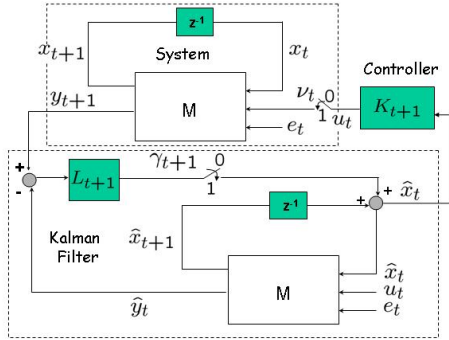 z⁻¹
x_{t+1} System x_t
Controller
y_{t+1} M ν_t 0
1 u_t K_{t+1}
e_t
γ_{t+1} 0
+ L_{t+1} 1 + x̂_t
- z⁻¹ +
Kalman
Filter x̂_{t+1}
x̂_t
M u_t
ŷ_t e_t